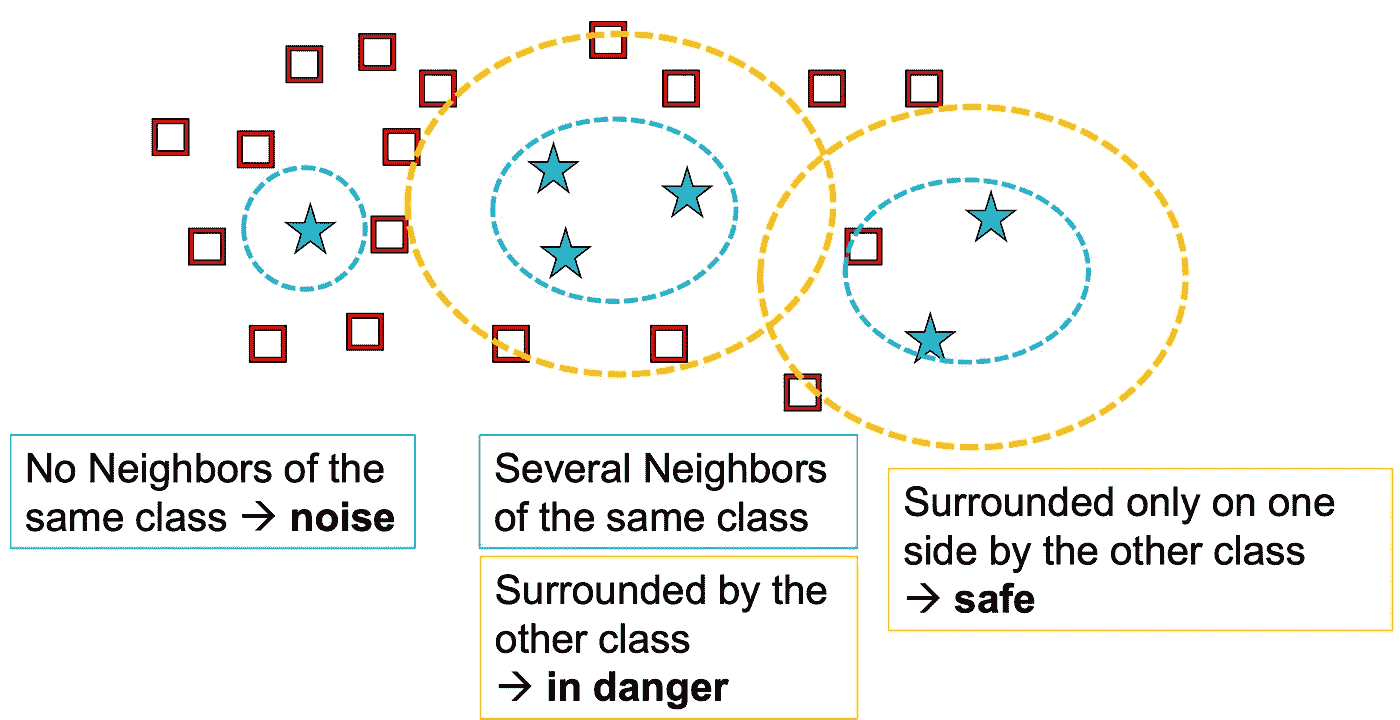 No Neighbors of the
same class → noise
Several Neighbors
of the same class
Surrounded by the
other class
→ in danger
Surrounded only on one
side by the other class
→ safe